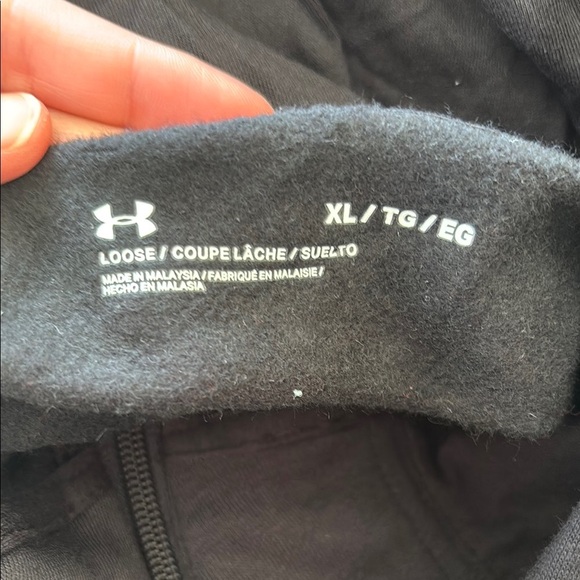 XL / TG / EG
LOOSE / COUPE LÂCHE / SUELTO
MADE IN MALAYSIA / FABRIQUÉ EN MALAISIE /
HECHO EN MALASIA